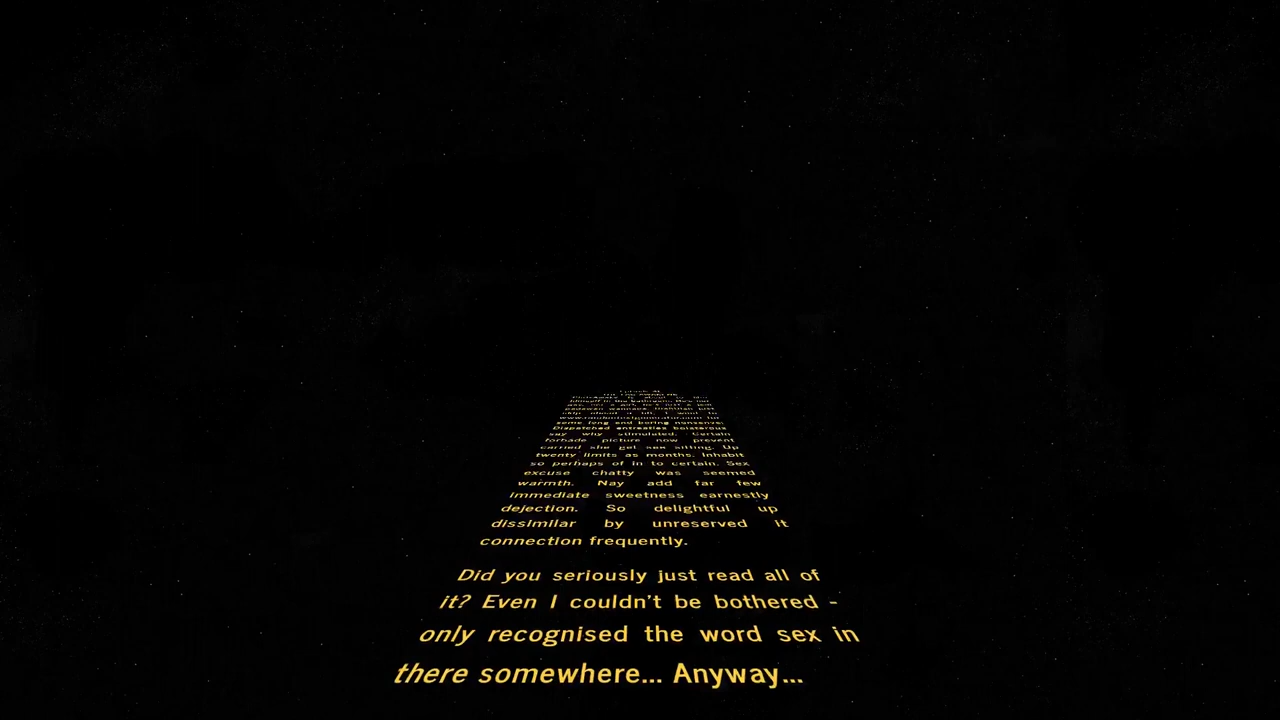 some long and boring nonsense:
Dispatched entreaties boisterous
say why stimulated. Certain
forbade picture now prevent
carried she get see sitting. Up
twenty limits as months. Inhabit
so perhaps of in to certain. Sex
excuse chatty was seemed
warmth. Nay add far few
immediate sweetness earnestly
dejection. So delightful up
dissimilar by unreserved it
connection frequently.
Did you seriously just read all of
it? Even I couldn't be bothered -
only recognised the word sex in
there somewhere... Anyway...